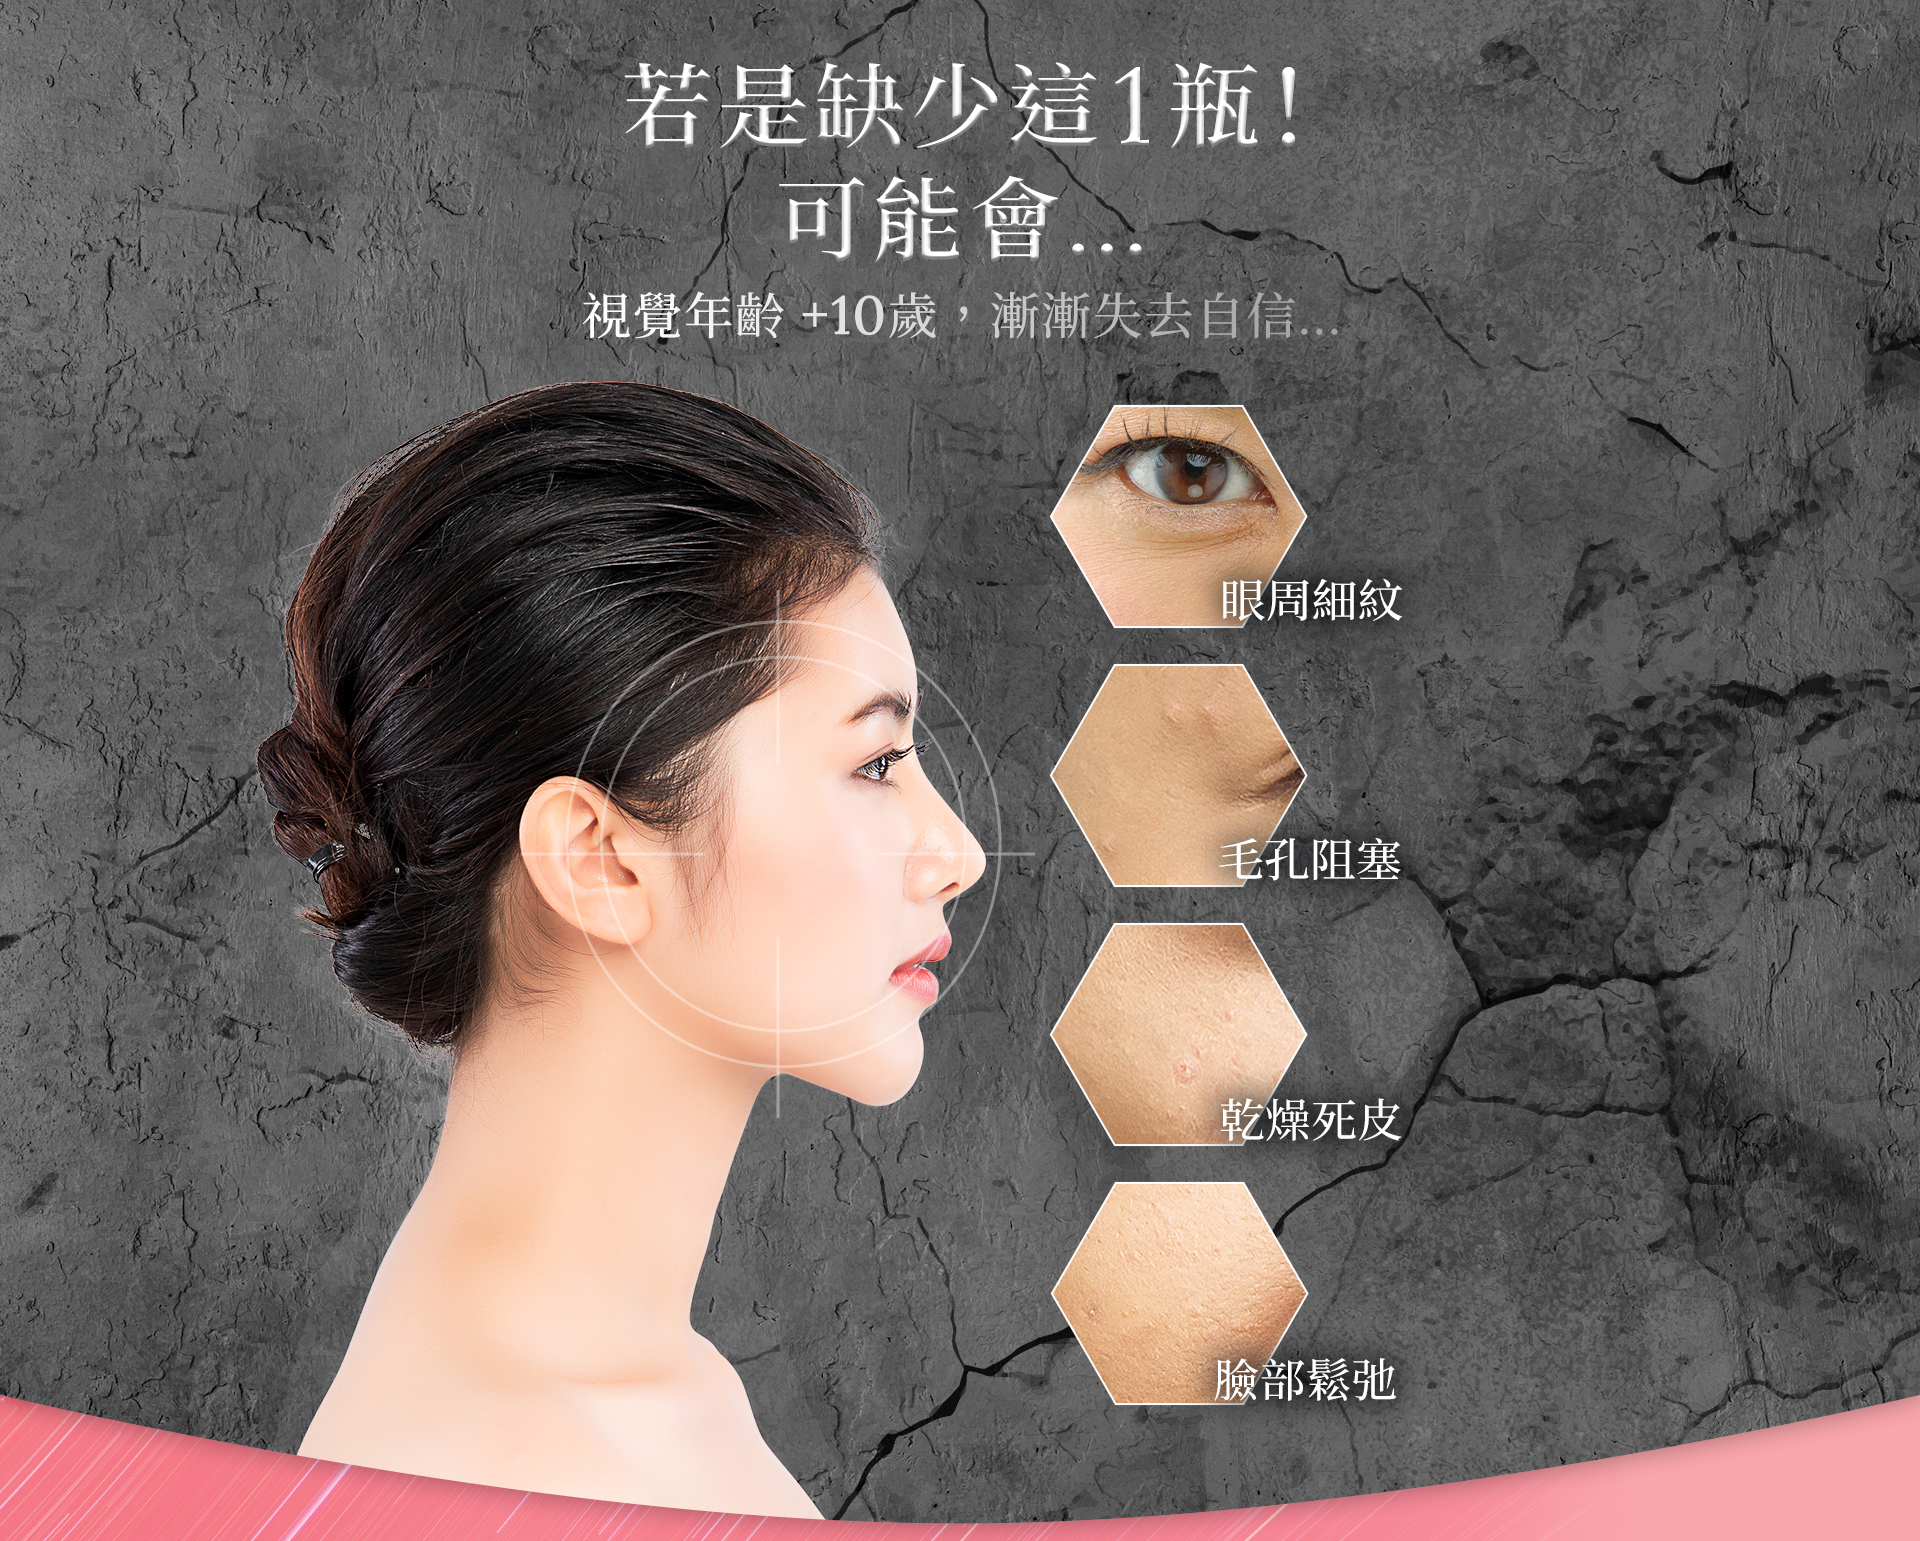 若是缺少這1瓶!
可能會...
視覺年齡 +10歲，漸漸失去自信...
眼周細紋
毛孔阻塞
乾燥死皮
臉部鬆弛